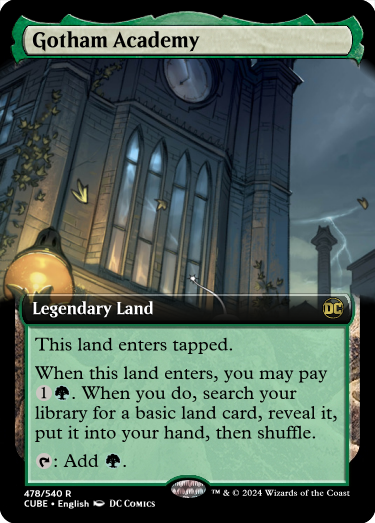 Gotham Academy
Legendary Land
DC
This land enters tapped.
When this land enters, you may pay
1 . When you do, search your
library for a basic land card, reveal it,
put it into your hand, then shuffle.
: Add .
478/540 R
™ & © 2024 Wizards of the Coast
CUBE • English DC Comics